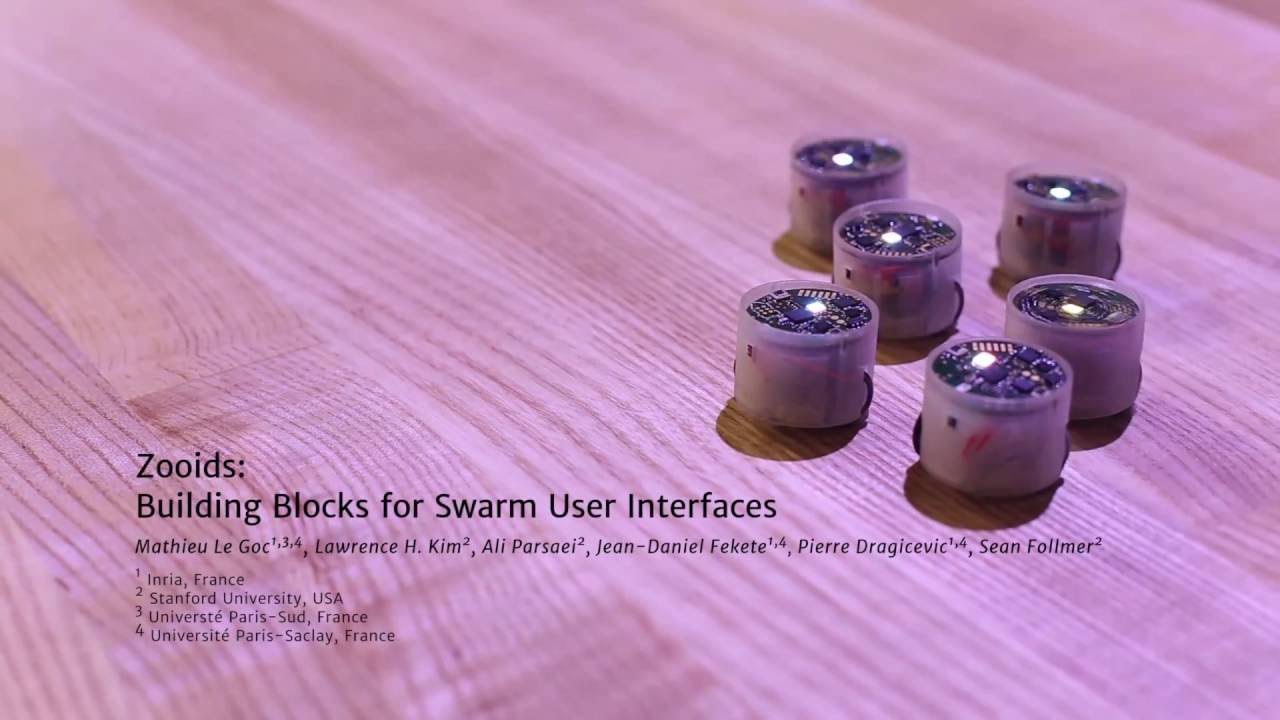 Zooids:
Building Blocks for Swarm User Interfaces
Mathieu Le Goc¹,³,⁴, Lawrence H. Kim², Ali Parsaei², Jean-Daniel Fekete¹,⁴, Pierre Dragicevic¹,⁴, Sean Follmer²
¹ Inria, France
² Stanford University, USA
³ Universté Paris-Sud, France
⁴ Université Paris-Saclay, France